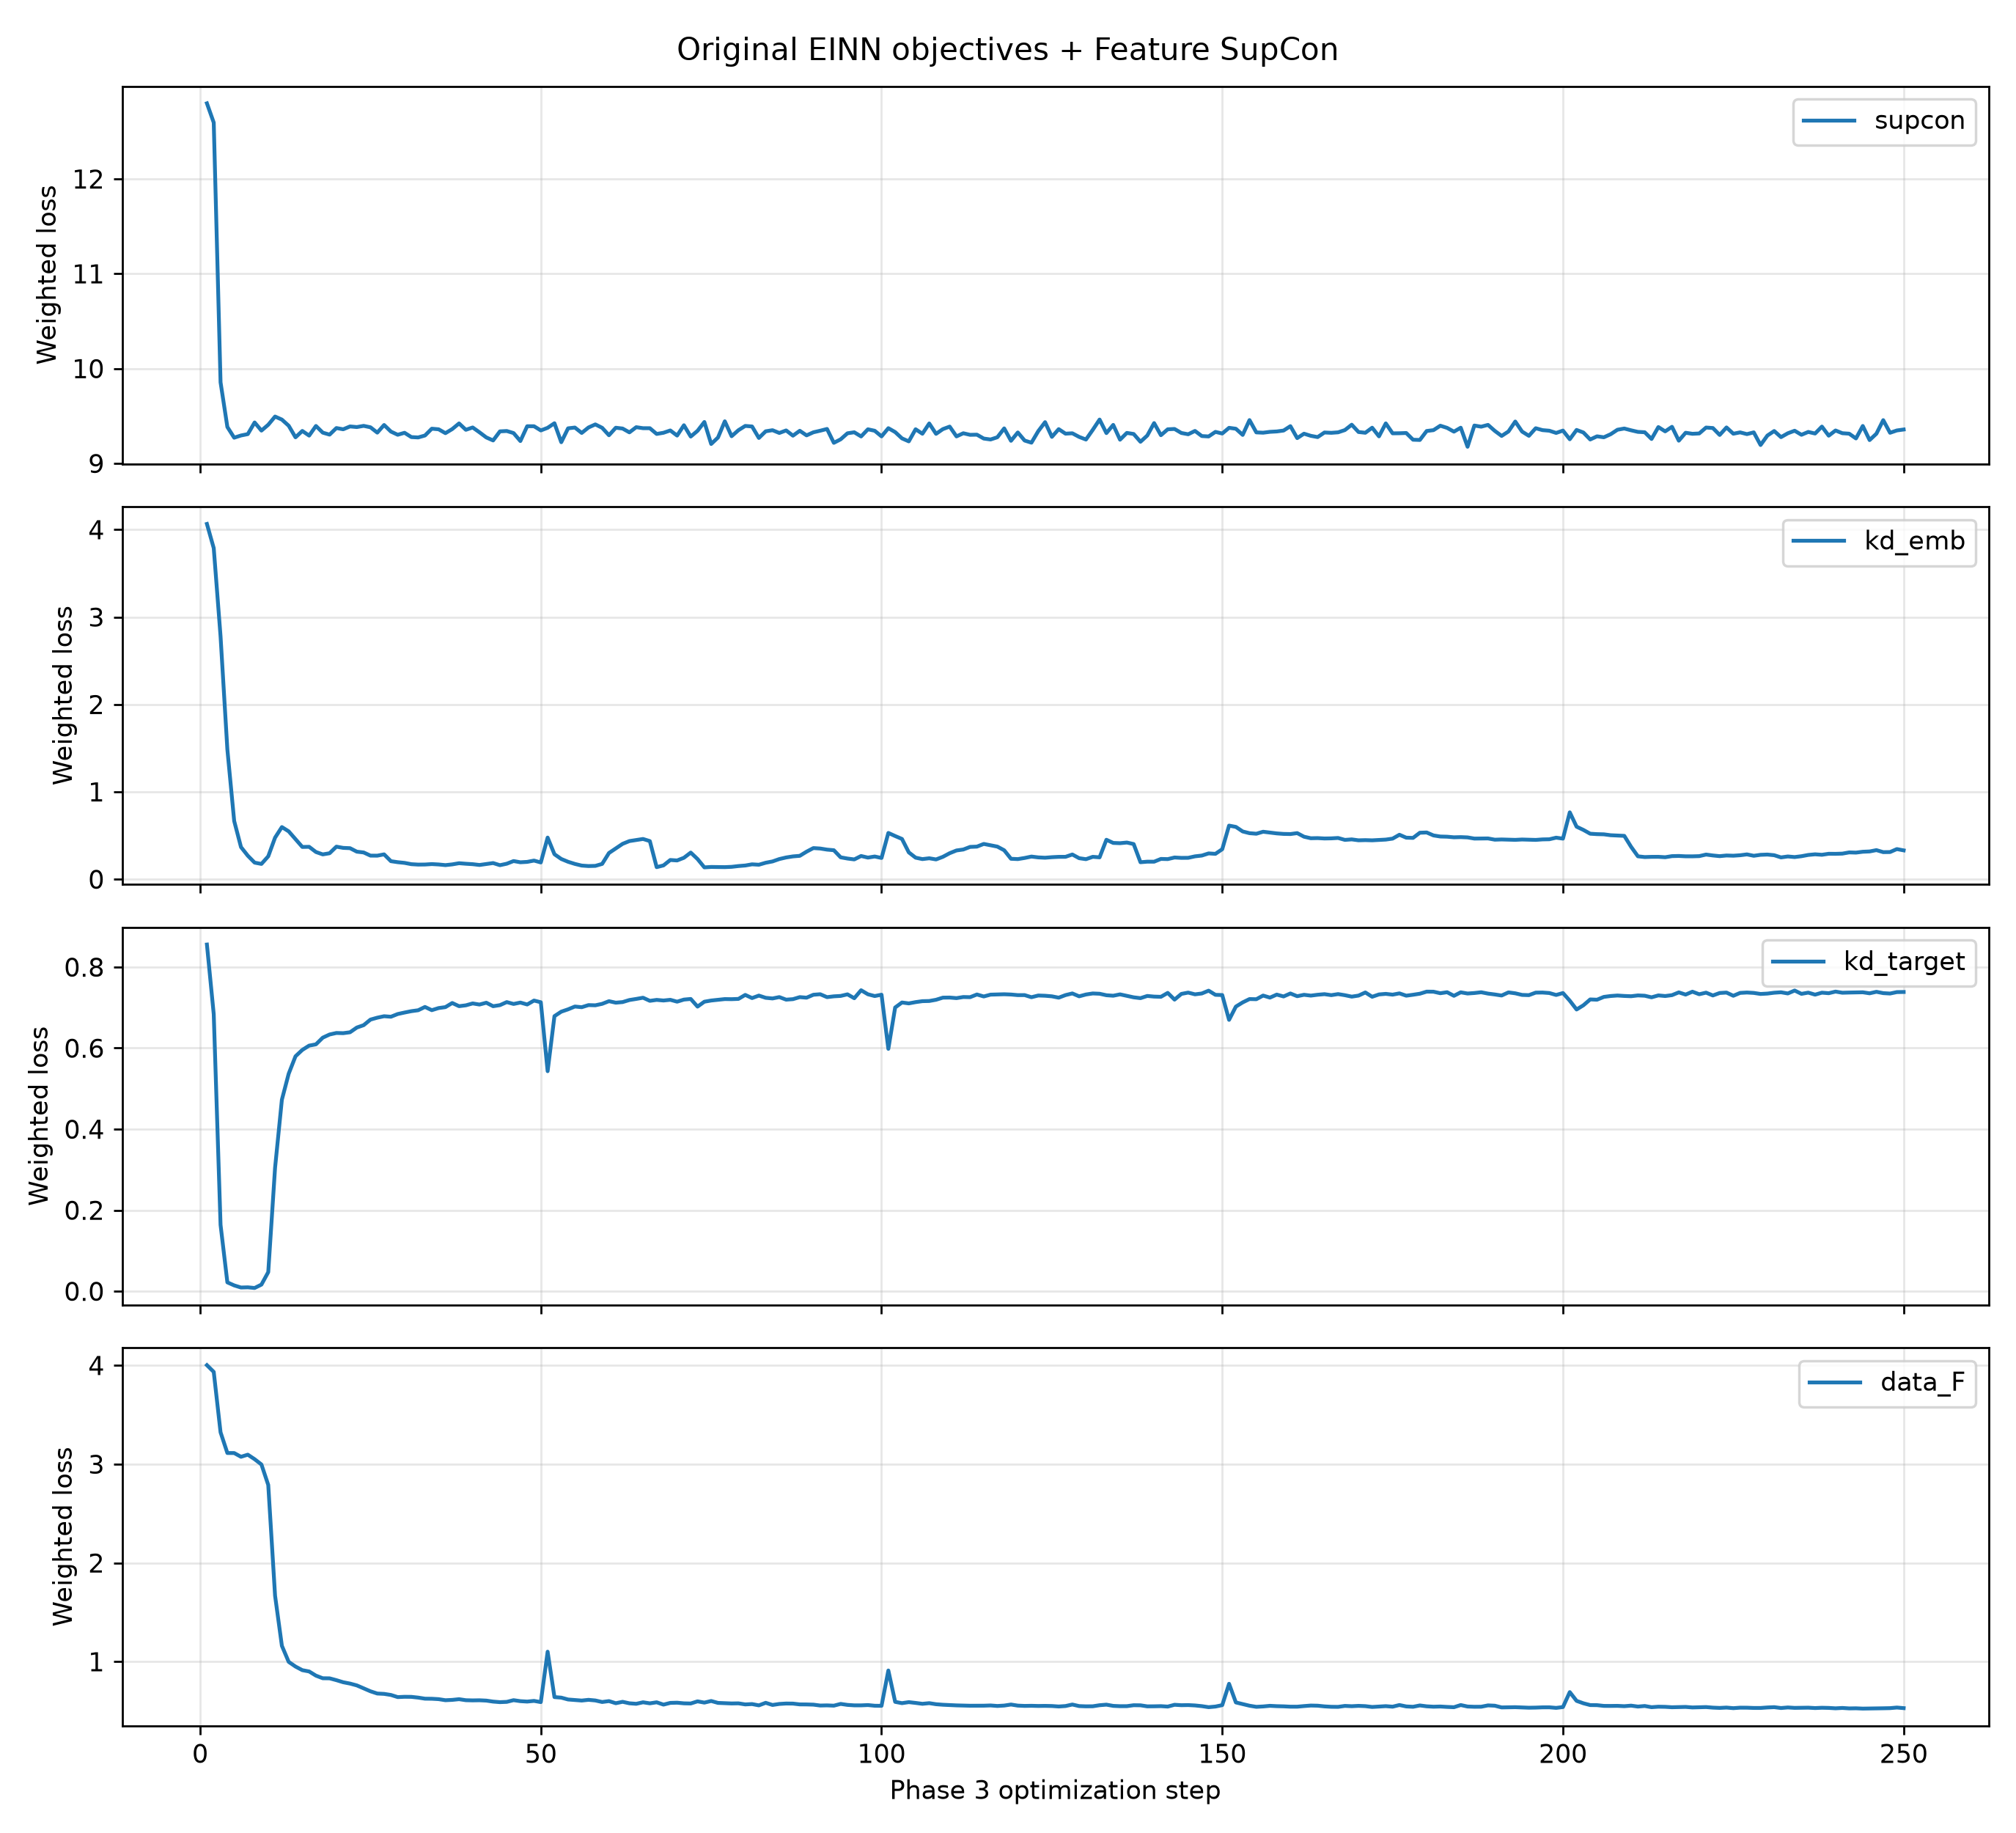 Original EINN objectives + Feature SupCon
Weighted loss
12
11
10
9
supcon
Weighted loss
4
3
2
1
0
kd_emb
Weighted loss
0.8
0.6
0.4
0.2
0.0
kd_target
Weighted loss
4
3
2
1
data_F
0 50 100 150 200 250
Phase 3 optimization step